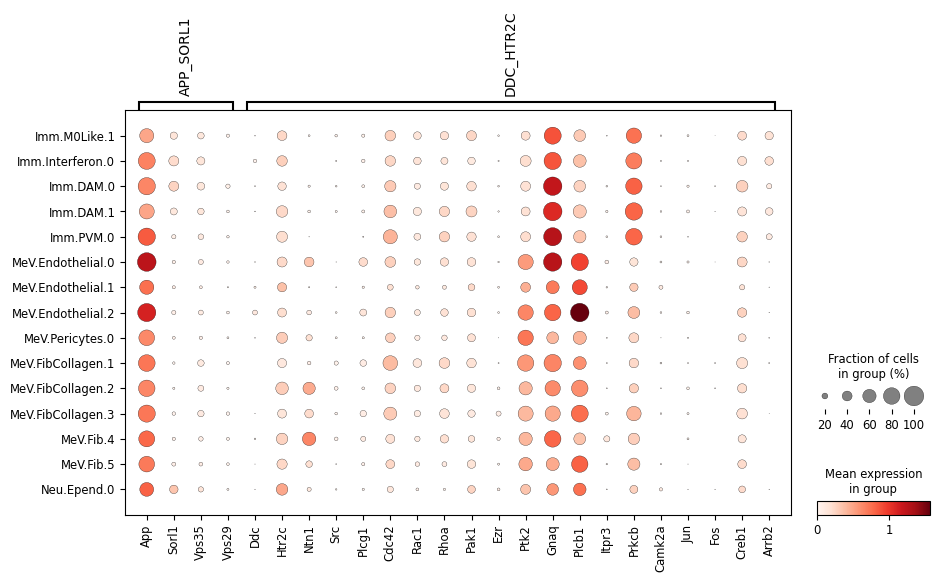 APP_SORL1
DDC_HTR2C
Imm.M0Like.1
Imm.Interferon.0
Imm.DAM.0
Imm.DAM.1
Imm.PVM.0
MeV.Endothelial.0
MeV.Endothelial.1
MeV.Endothelial.2
MeV.Pericytes.0
MeV.FibCollagen.1
MeV.FibCollagen.2
MeV.FibCollagen.3
MeV.Fib.4
MeV.Fib.5
Neu.Epend.0
App
Sorl1
Vps35
Vps29
Ddc
Htr2c
Ntn1
Src
Plcg1
Cdc42
Rac1
Rhoa
Pak1
Ezr
Ptk2
Gnaq
Plcb1
Itpr3
Prkcb
Camk2a
Jun
Fos
Creb1
Arrb2
Fraction of cells
in group (%)
20 40 60 80 100
Mean expression
in group
0 1